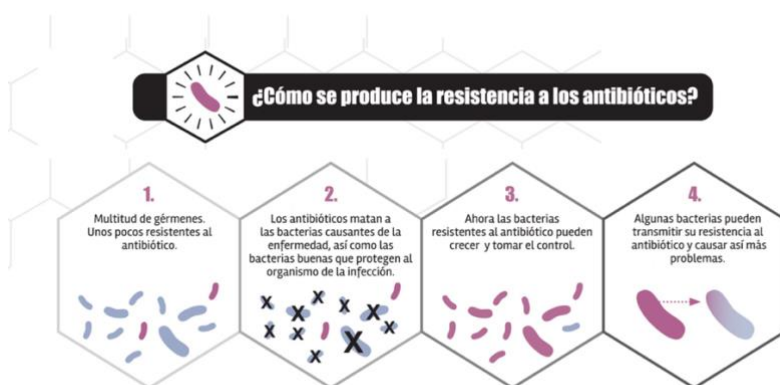 ¿Cómo se produce la resistencia a los antibióticos?
1.
Multitud de gérmenes.
Unos pocos resistentes al
antibiótico.
2.
Los antibióticos matan a
las bacterias causantes de la
enfermedad, así como las
bacterias buenas que protegen al
organismo de la infección.
3.
Ahora las bacterias
resistentes al antibiótico pueden
crecer y tomar el control.
4.
Algunas bacterias pueden
transmitir su resistencia al
antibiótico y causar así más
problemas.